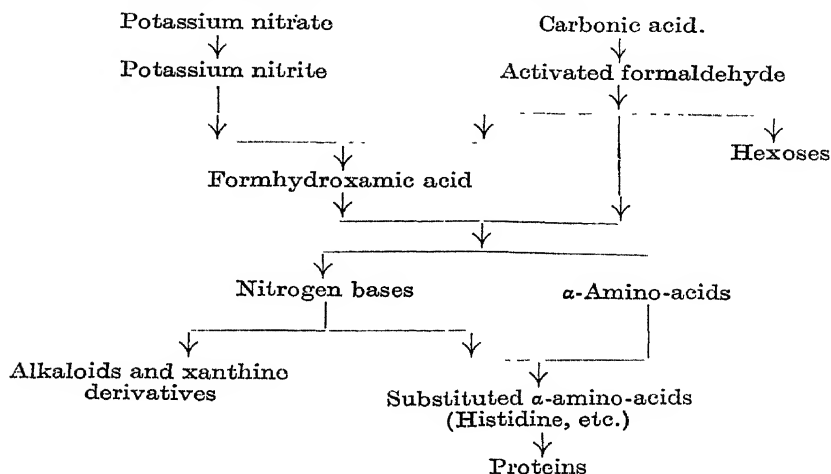 Potassium nitrate
Carbonic acid.
Potassium nitrite
Activated formaldehyde
Hexoses
Formhydroxamic acid
Nitrogen bases
α-Amino-acids
Alkaloids and xanthine
derivatives
Substituted α-amino-acids
(Histidine, etc.)
Proteins